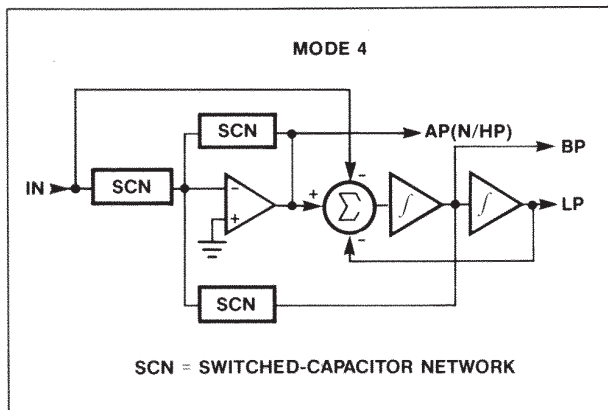 MODE 4
SCN
AP(N/HP)
BP
IN
SCN
-
+
+
-
Σ
-
∫
∫
LP
SCN
SCN = SWITCHED-CAPACITOR NETWORK